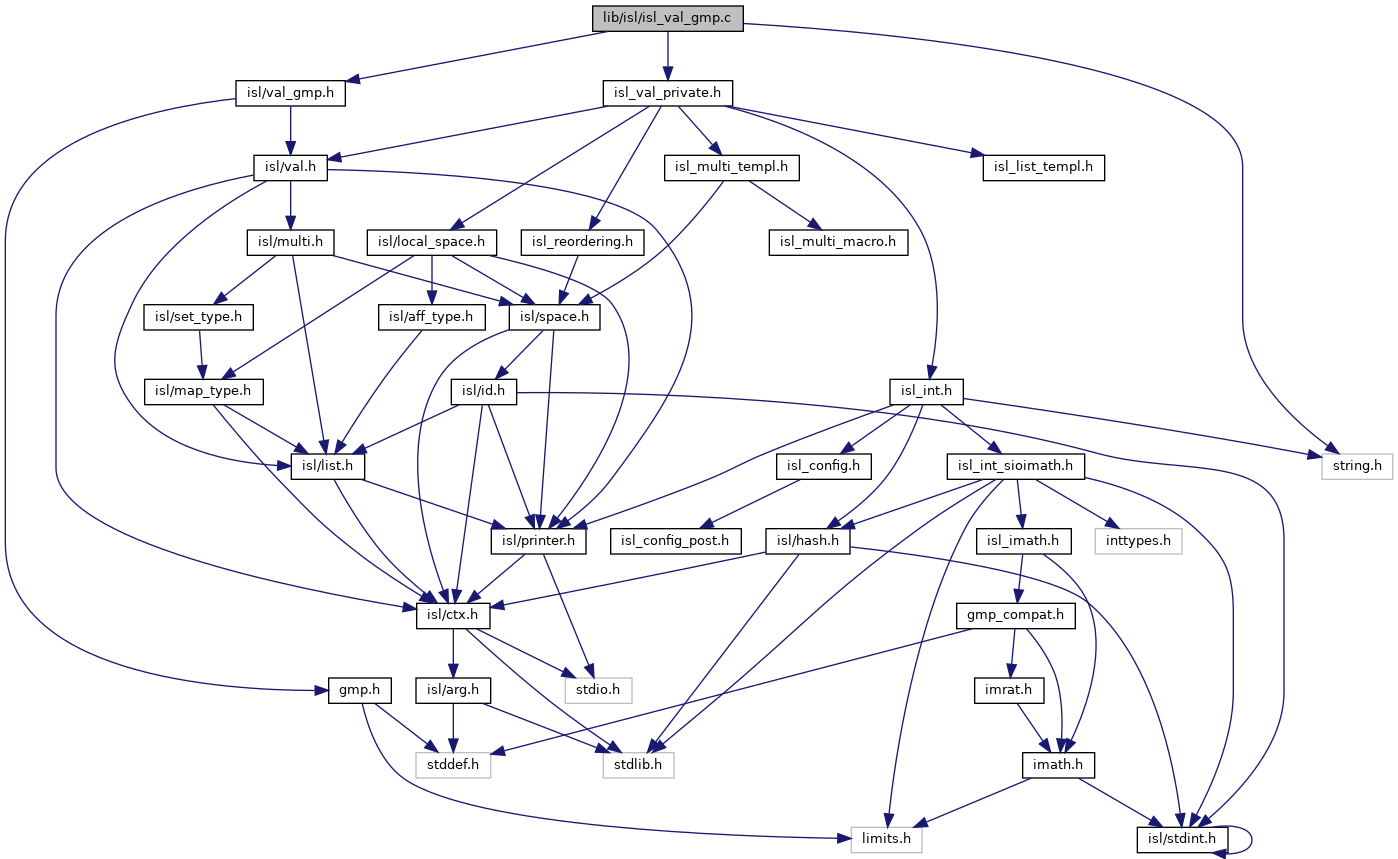 lib/isl/isl_val_gmp.c
isl/val_gmp.h
isl_val_private.h
isl/val.h
isl_multi_templ.h
isl_list_templ.h
isl/multi.h
isl/local_space.h
isl_reordering.h
isl_multi_macro.h
isl/set_type.h
isl/aff_type.h
isl/space.h
isl/map_type.h
isl/id.h
isl_int.h
isl/list.h
isl_config.h
isl_int_sioimath.h
string.h
isl/printer.h
isl_config_post.h
isl/hash.h
isl_imath.h
inttypes.h
isl/ctx.h
gmp_compat.h
gmp.h
isl/arg.h
stdio.h
imrat.h
stddef.h
stdlib.h
imath.h
limits.h
isl/stdint.h